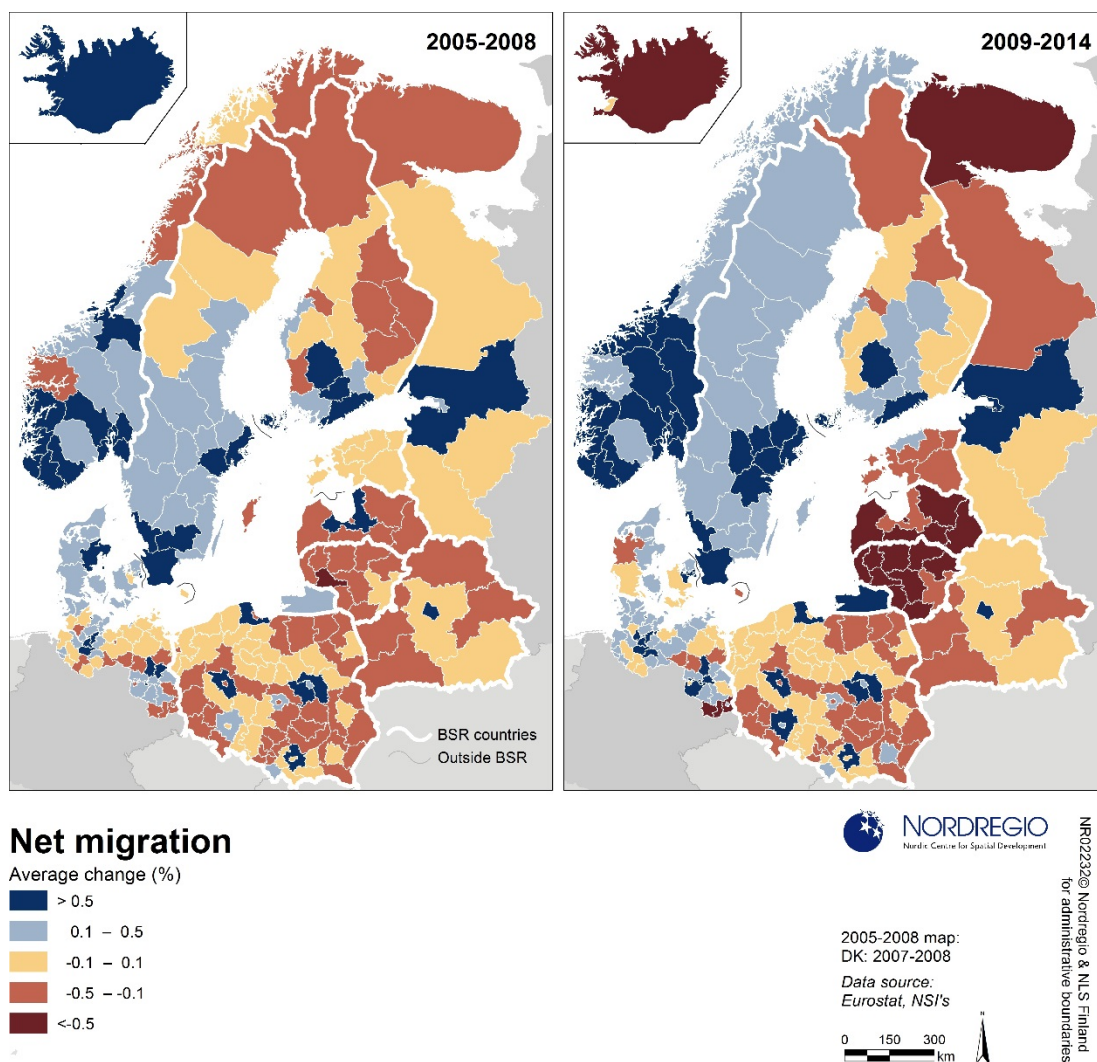 2005-2008
2009-2014
BSR countries
Outside BSR
Net migration
Average change (%)
> 0.5
0.1 – 0.5
-0.1 – 0.1
-0.5 – -0.1
<-0.5
NORDREGIO
Nordic Centre for Spatial Development
NR02232© Nordregio & NLS Finland
for administrative boundaries
2005-2008 map:
DK: 2007-2008
Data source:
Eurostat, NSI's
N
0 150 300
km